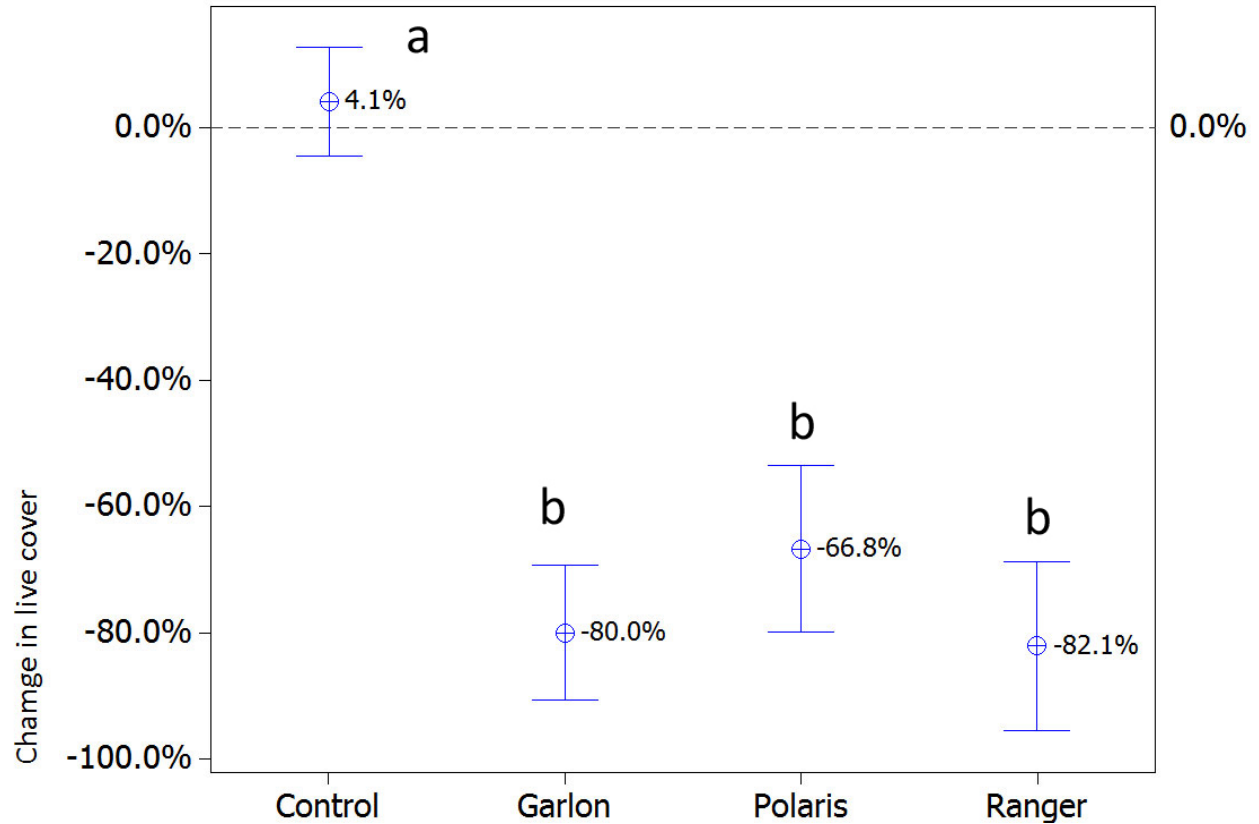 a
4.1%
0.0%
0.0%
-20.0%
-40.0%
b
-60.0%
b
b
-66.8%
-80.0%
-80.0%
-82.1%
-100.0%
Chamge in live cover
Control
Garlon
Polaris
Ranger